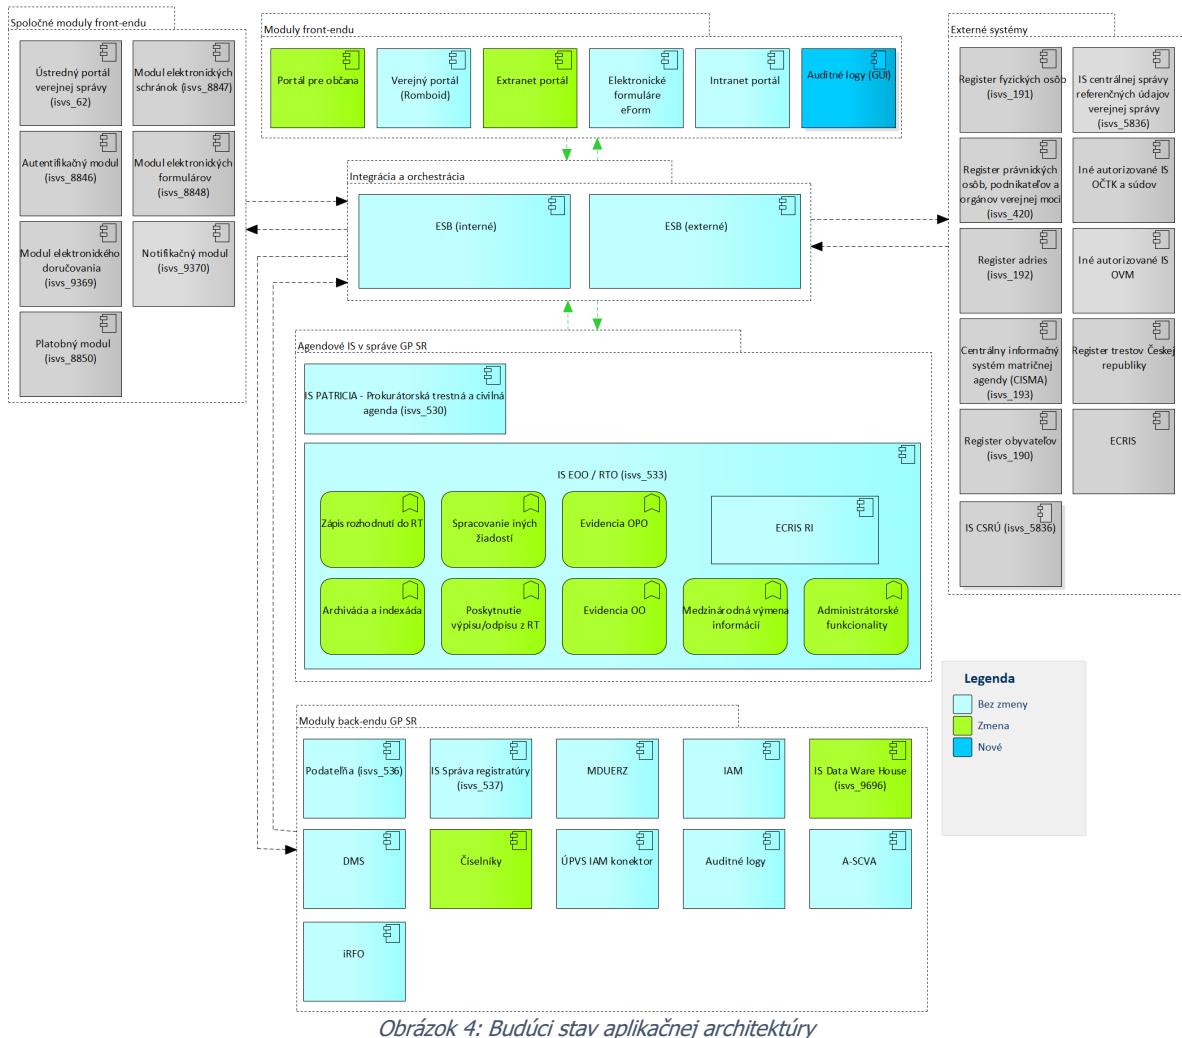 Spoločné moduly front-endu
Ústredný portál
verejnej správy
(isvs_62)
Modul elektronických
schránok (isvs_8847)
Autentifikačný modul
(isvs_8846)
Modul elektronických
formulárov
(isvs_8848)
Modul elektronického
doručovania
(isvs_9369)
Notifikačný modul
(isvs_9370)
Platobný modul
(isvs_8850)
Moduly front-endu
Portál pre občana
Verejný portál
(Romboid)
Extranet portál
Elektronické
formuláre
eForm
Intranet portál
Auditné logy (GUI)
Integrácia a orchestrácia
ESB (interné)
ESB (externé)
Externé systémy
Register fyzických osôb
(isvs_191)
IS centrálnej správy
referenčných údajov
verejnej správy
(isvs_5836)
Register právnických
osôb, podnikateľov a
orgánov verejnej moci
(isvs_420)
Iné autorizované IS
OČTK a súdov
Register adries
(isvs_192)
Iné autorizované IS
OVM
Centrálny informačný
systém matričnej
agendy (CISMA)
(isvs_193)
Register trestov Českej
republiky
Register obyvateľov
(isvs_190)
ECRIS
IS CSRÚ (isvs_5836)
Agendové IS v správe GP SR
IS PATRICIA - Prokurátorská trestná a civilná
agenda (isvs_530)
IS EOO / RTO (isvs_533)
Zápis rozhodnutí do RT
Spracovanie iných
žiadostí
Evidencia OPO
ECRIS RI
Archivácia a indexácia
Poskytnutie
výpisu/odpisu z RT
Evidencia OO
Medzinárodná výmena
informácií
Administrátorské
funkcionality
Moduly back-endu GP SR
Podateľňa (isvs_536)
IS Správa registratúry
(isvs_537)
MDUERZ
IAM
IS Data Ware House
(isvs_9696)
DMS
Číselníky
ÚPVS IAM konektor
Auditné logy
A-SCVA
iRFO
Legenda
Bez zmeny
Zmena
Nové
Obrázok 4: Budúci stav aplikačnej architektúry